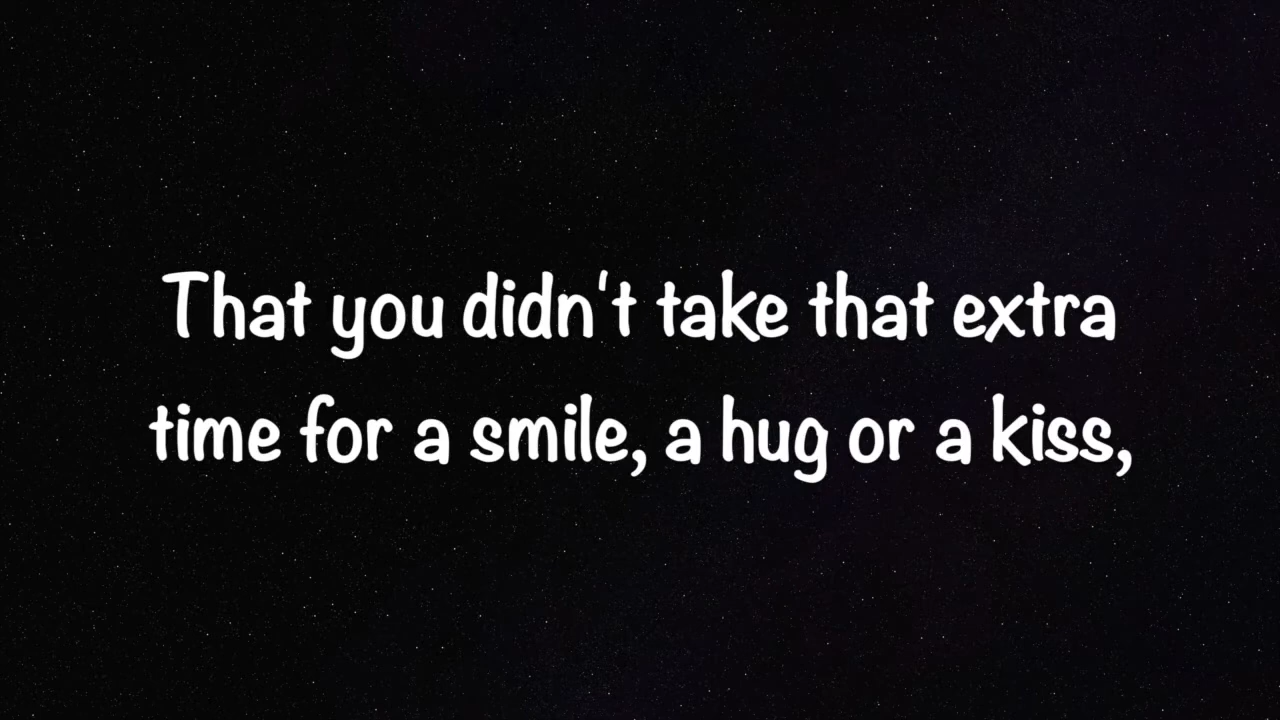 That you didn't take that extra
time for a smile, a hug or a kiss,